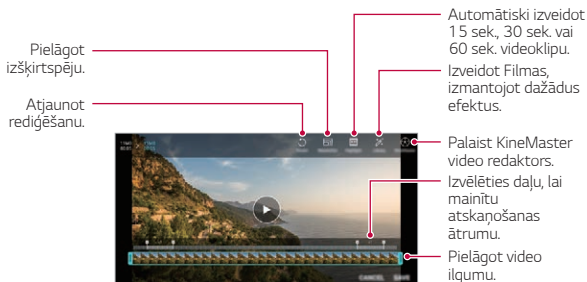 Pielāgot
izšķirtspēju.
Atjaunot
rediģēšanu.
Automātiski izveidot
15 sek., 30 sek. vai
60 sek. videoklipu.
Izveidot Filmas,
izmantojot dažādus
efektus.
Palaist KineMaster
video redaktors.
Izvēlēties daļu, lai
mainītu
atskaņošanas
ātrumu.
Pielāgot video
ilgumu.
CANCEL SAVE